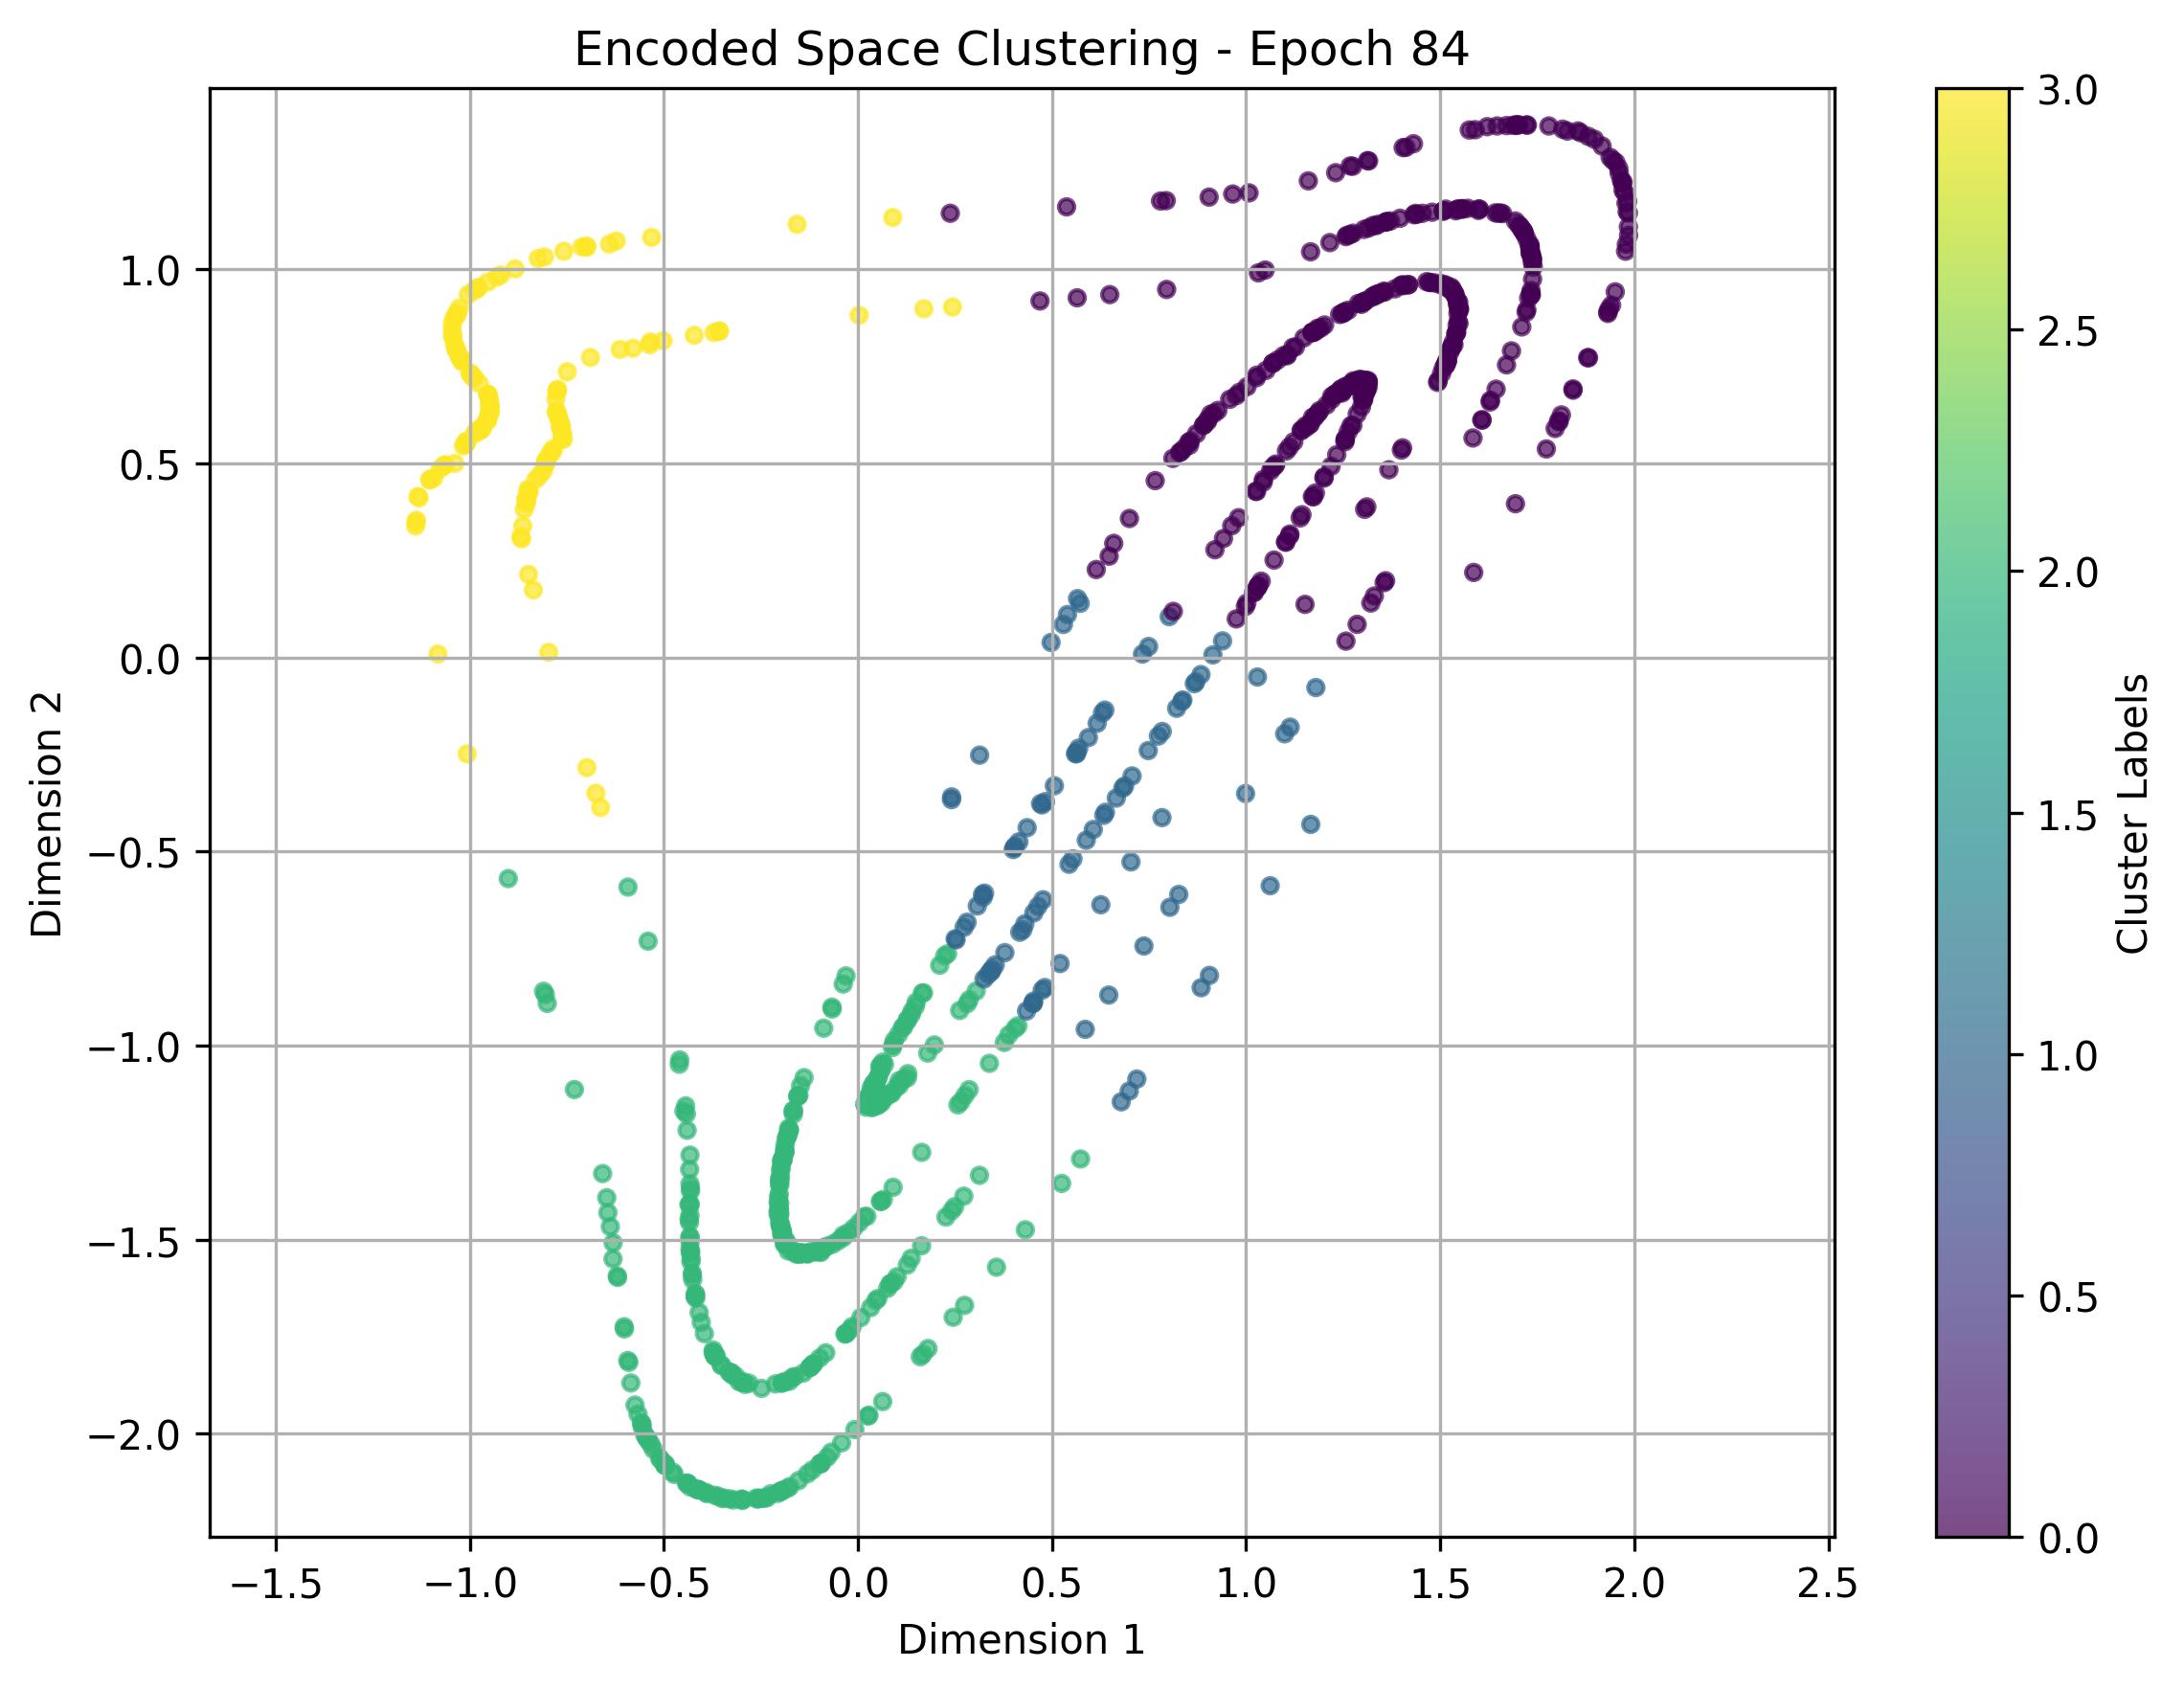 Encoded Space Clustering - Epoch 84
Dimension 2
1.0
0.5
0.0
−0.5
−1.0
−1.5
−2.0
−1.5 −1.0 −0.5 0.0 0.5 1.0 1.5 2.0 2.5
Dimension 1
3.0
2.5
2.0
1.5
1.0
0.5
0.0
Cluster Labels